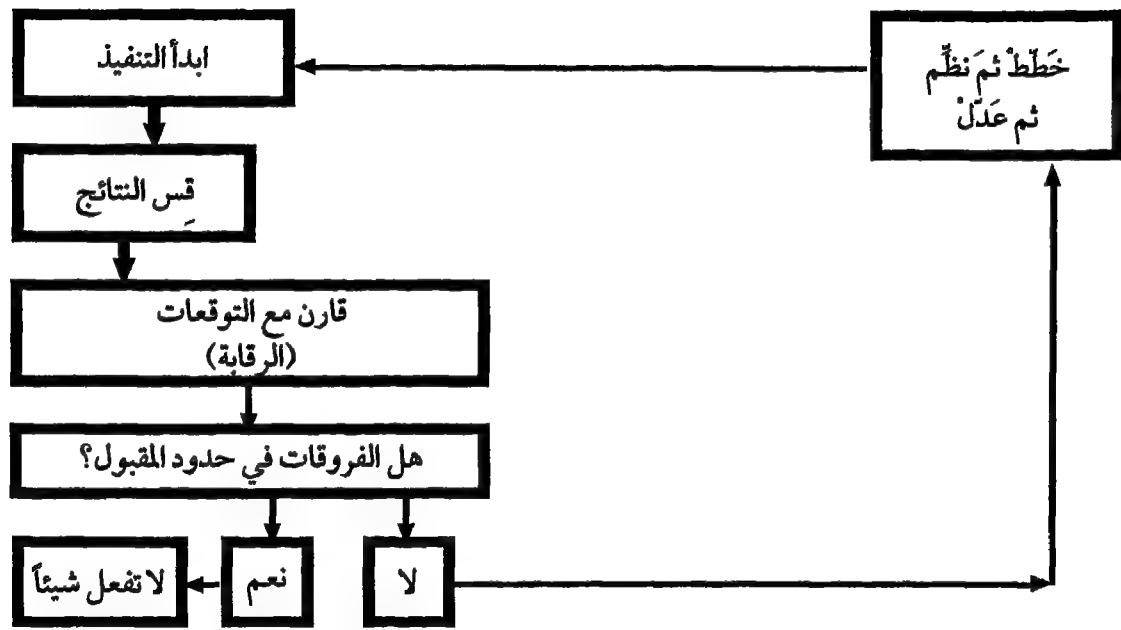 خَطّطْ ثمَ نظِّم
ثم عَدّلْ
ابدأ التنفيذ
قِس النتائج
قارن مع التوقعات
(الرقابة)
هل الفروقات في حدود المقبول؟
لا
نعم
لا تفعل شيئاً